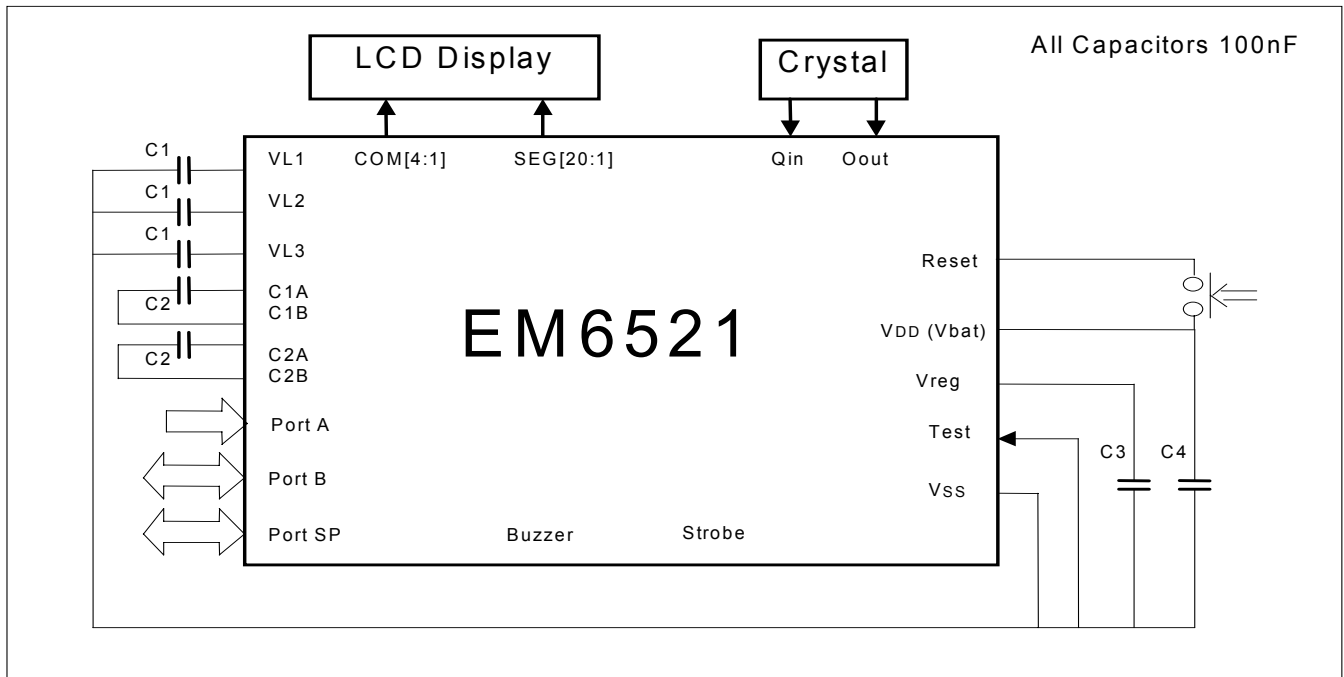 LCD Display
Crystal
All Capacitors 100nF
C1
VL1
COM[4:1]
SEG[20:1]
Qin
Oout
C1
VL2
C1
VL3
Reset
C2
C1A
C1B
EM6521
VDD (Vbat)
C2
C2A
C2B
Vreg
Port A
Test
C3
C4
Port B
VSS
Port SP
Buzzer
Strobe